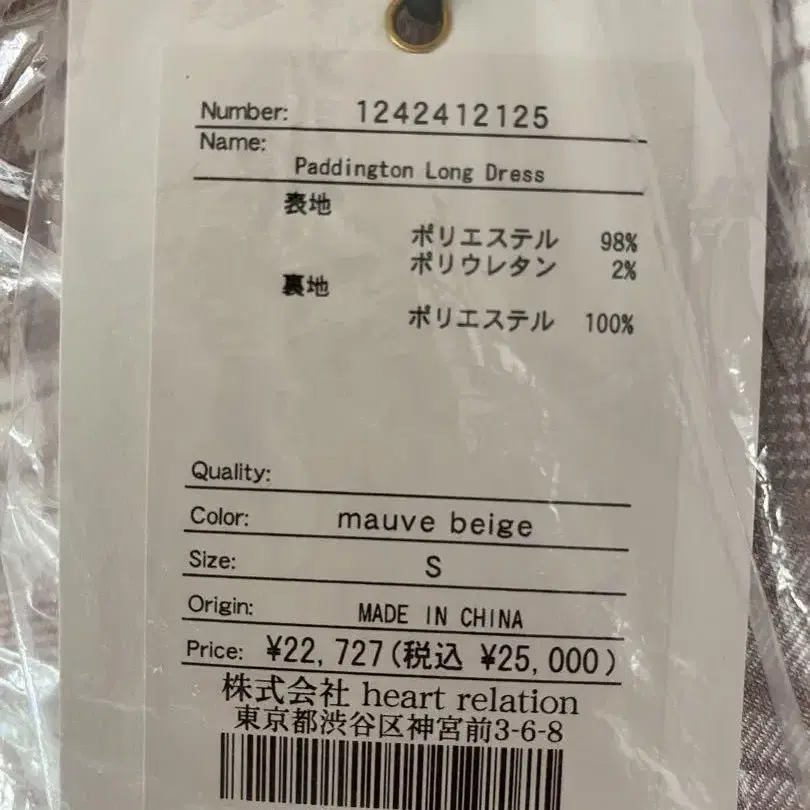 Number: 1242412125
Name:
Paddington Long Dress
表地
ポリエステル 98%
ポリウレタン 2%
裏地
ポリエステル 100%
Quality:
Color: mauve beige
Size: S
Origin: MADE IN CHINA
Price: ¥22,727(税込 ¥25,000)
株式会社 heart relation
東京都渋谷区神宮前3-6-8